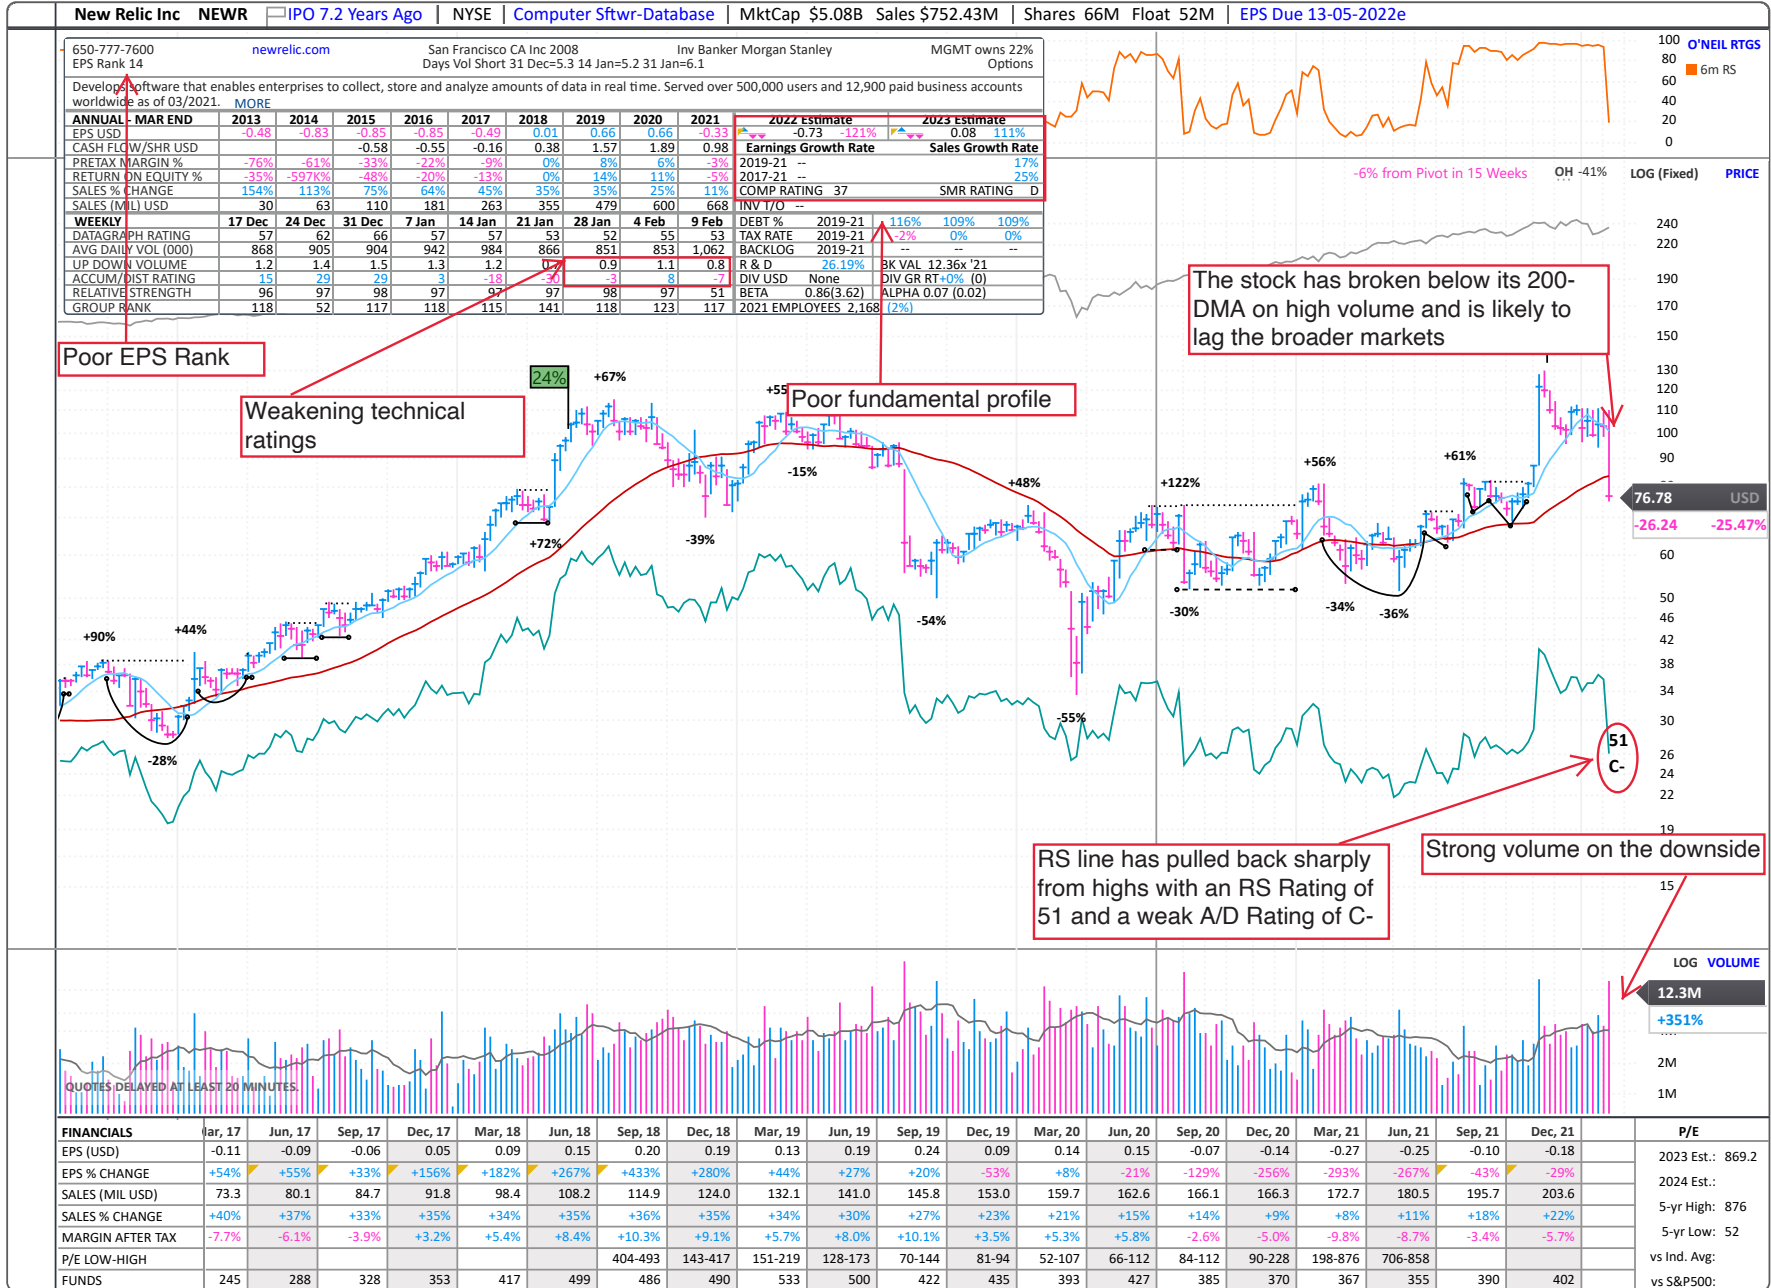 New Relic Inc NEWR IPO 7.2 Years Ago NYSE Computer Sftwr-Database MktCap $5.08B Sales $752.43M Shares 66M Float 52M EPS Due 13-05-2022e
650-777-7600 newrelic.com San Francisco CA Inc 2008 Inv Banker Morgan Stanley MGMT owns 22%
EPS Rank 14 Days Vol Short 31 Dec=5.3 14 Jan=5.2 31 Jan=6.1 Options
Develops software that enables enterprises to collect, store and analyze amounts of data in real time. Served over 500,000 users and 12,900 paid business accounts
worldwide as of 03/2021. MORE
ANNUAL - MAR END 2013 2014 2015 2016 2017 2018 2019 2020 2021 2022 Estimate 2023 Estimate
EPS USD -0.48 -0.83 -0.85 -0.85 -0.49 0.01 0.66 0.66 -0.33 -0.73 -121% 0.08 111%
CASH FLOW/SHR USD -0.58 -0.55 -0.16 0.38 1.57 1.89 0.98 Earnings Growth Rate Sales Growth Rate
PRETAX MARGIN % -76% -61% -33% -22% -9% 0% 8% 6% -3% 2019-21 -- 17%
RETURN ON EQUITY % -35% -597K% -48% -20% -13% 0% 14% 11% -5% 2017-21 -- 25%
SALES % CHANGE 154% 113% 75% 64% 45% 35% 35% 25% 11% COMP RATING 37 SMR RATING D
SALES (MIL) USD 30 63 110 181 263 355 479 600 668 INV T/O --
WEEKLY 17 Dec 24 Dec 31 Dec 7 Jan 14 Jan 21 Jan 28 Jan 4 Feb 9 Feb DEBT % 2019-21 116% 109% 109%
DATAGRAPH RATING 57 62 66 57 57 53 52 55 53 TAX RATE 2019-21 -2% 0% 0%
AVG DAILY VOL (000) 868 905 904 942 984 866 851 853 1,062 BACKLOG 2019-21 -- -- --
UP DOWN VOLUME 1.2 1.4 1.5 1.3 1.2 0.9 1.1 0.8 R & D 26.19% BK VAL 12.36x '21
ACCUM/DIST RATING 15 29 29 3 -18 -30 -3 8 -7 DIV USD None DIV GR RT+0% (0)
RELATIVE STRENGTH 96 97 98 97 97 97 98 97 51 BETA 0.86(3.62) ALPHA 0.07 (0.02)
GROUP RANK 118 52 117 118 115 141 118 123 117 2021 EMPLOYEES 2,168 (2%)
100 O'NEIL RTGS
80
6m RS
60
40
20
0
-6% from Pivot in 15 Weeks OH -41% LOG (Fixed) PRICE
240
220
190
170
150
130
120
110
100
90
76.78 USD
-26.24 -25.47%
60
50
46
42
38
34
30
26
24
22
19
15
The stock has broken below its 200-
DMA on high volume and is likely to
lag the broader markets
Poor EPS Rank
Weakening technical
ratings
Poor fundamental profile
24%
+67%
+55
-15%
+72%
-39%
+48%
+122%
+56%
+61%
+90%
+44%
-28%
-54%
-55%
-30%
-34%
-36%
51
C-
RS line has pulled back sharply
from highs with an RS Rating of
51 and a weak A/D Rating of C-
Strong volume on the downside
LOG VOLUME
12.3M
+351%
2M
1M
QUOTES DELAYED AT LEAST 20 MINUTES.
FINANCIALS Mar, 17 Jun, 17 Sep, 17 Dec, 17 Mar, 18 Jun, 18 Sep, 18 Dec, 18 Mar, 19 Jun, 19 Sep, 19 Dec, 19 Mar, 20 Jun, 20 Sep, 20 Dec, 20 Mar, 21 Jun, 21 Sep, 21 Dec, 21 P/E
EPS (USD) -0.11 -0.09 -0.06 0.05 0.09 0.15 0.20 0.19 0.13 0.19 0.24 0.09 0.14 0.15 -0.07 -0.14 -0.27 -0.25 -0.10 -0.18
2023 Est.: 869.2
EPS % CHANGE +54% +55% +33% +156% +182% +267% +433% +280% +44% +27% +20% -53% +8% -21% -129% -256% -293% -267% -43% -29%
2024 Est.:
SALES (MIL USD) 73.3 80.1 84.7 91.8 98.4 108.2 114.9 124.0 132.1 141.0 145.8 153.0 159.7 162.6 166.1 166.3 172.7 180.5 195.7 203.6
5-yr High: 876
SALES % CHANGE +40% +37% +33% +35% +34% +35% +36% +35% +34% +30% +27% +23% +21% +15% +14% +9% +8% +11% +18% +22%
5-yr Low: 52
MARGIN AFTER TAX -7.7% -6.1% -3.9% +3.2% +5.4% +8.4% +10.3% +9.1% +5.7% +8.0% +10.1% +3.5% +5.3% +5.8% -2.6% -5.0% -9.8% -8.7% -3.4% -5.7%
P/E LOW-HIGH 404-493 143-417 151-219 128-173 70-144 81-94 52-107 66-112 84-112 90-228 198-876 706-858
vs Ind. Avg:
FUNDS 245 288 328 353 417 499 486 490 533 500 422 435 393 427 385 370 367 355 390 402
vs S&P500: